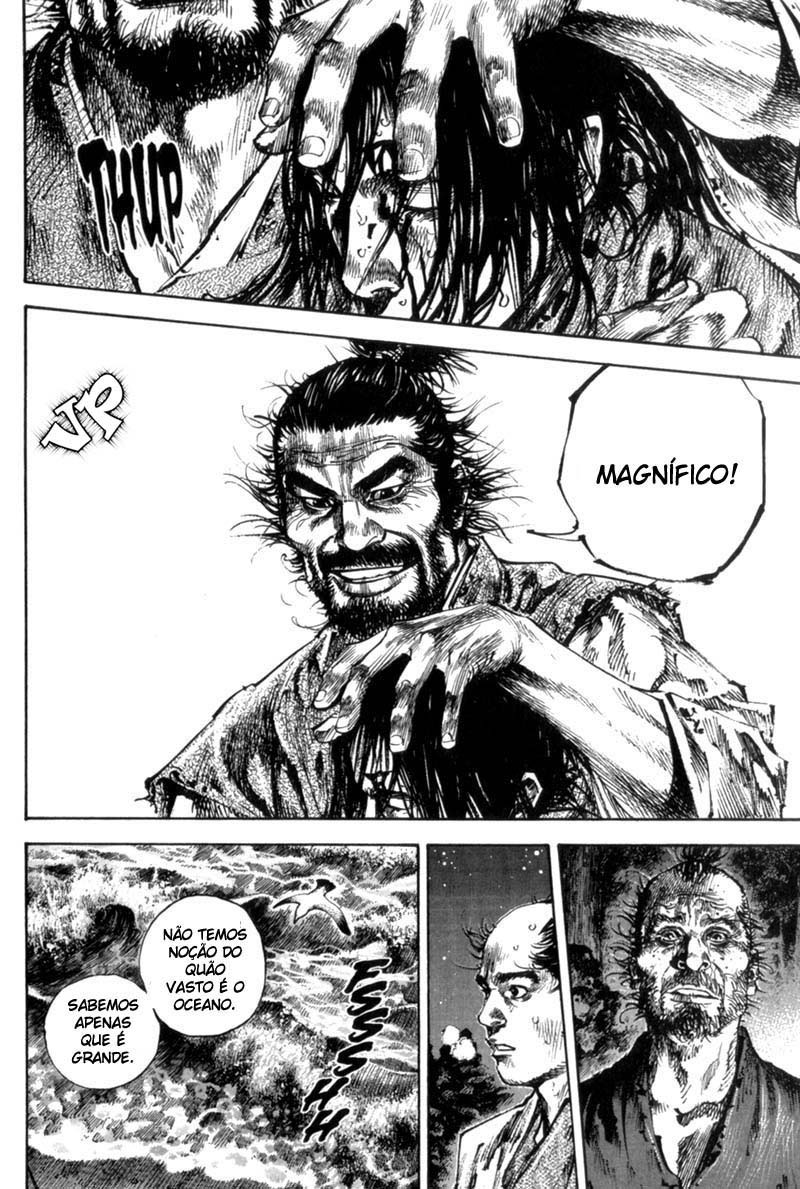 THUP
VP
MAGNÍFICO!
NÃO TEMOS
NOÇÃO DO
QUÃO
VASTO É O
OCEANO.
SABEMOS
APENAS
QUE É
GRANDE.
FSSSHH